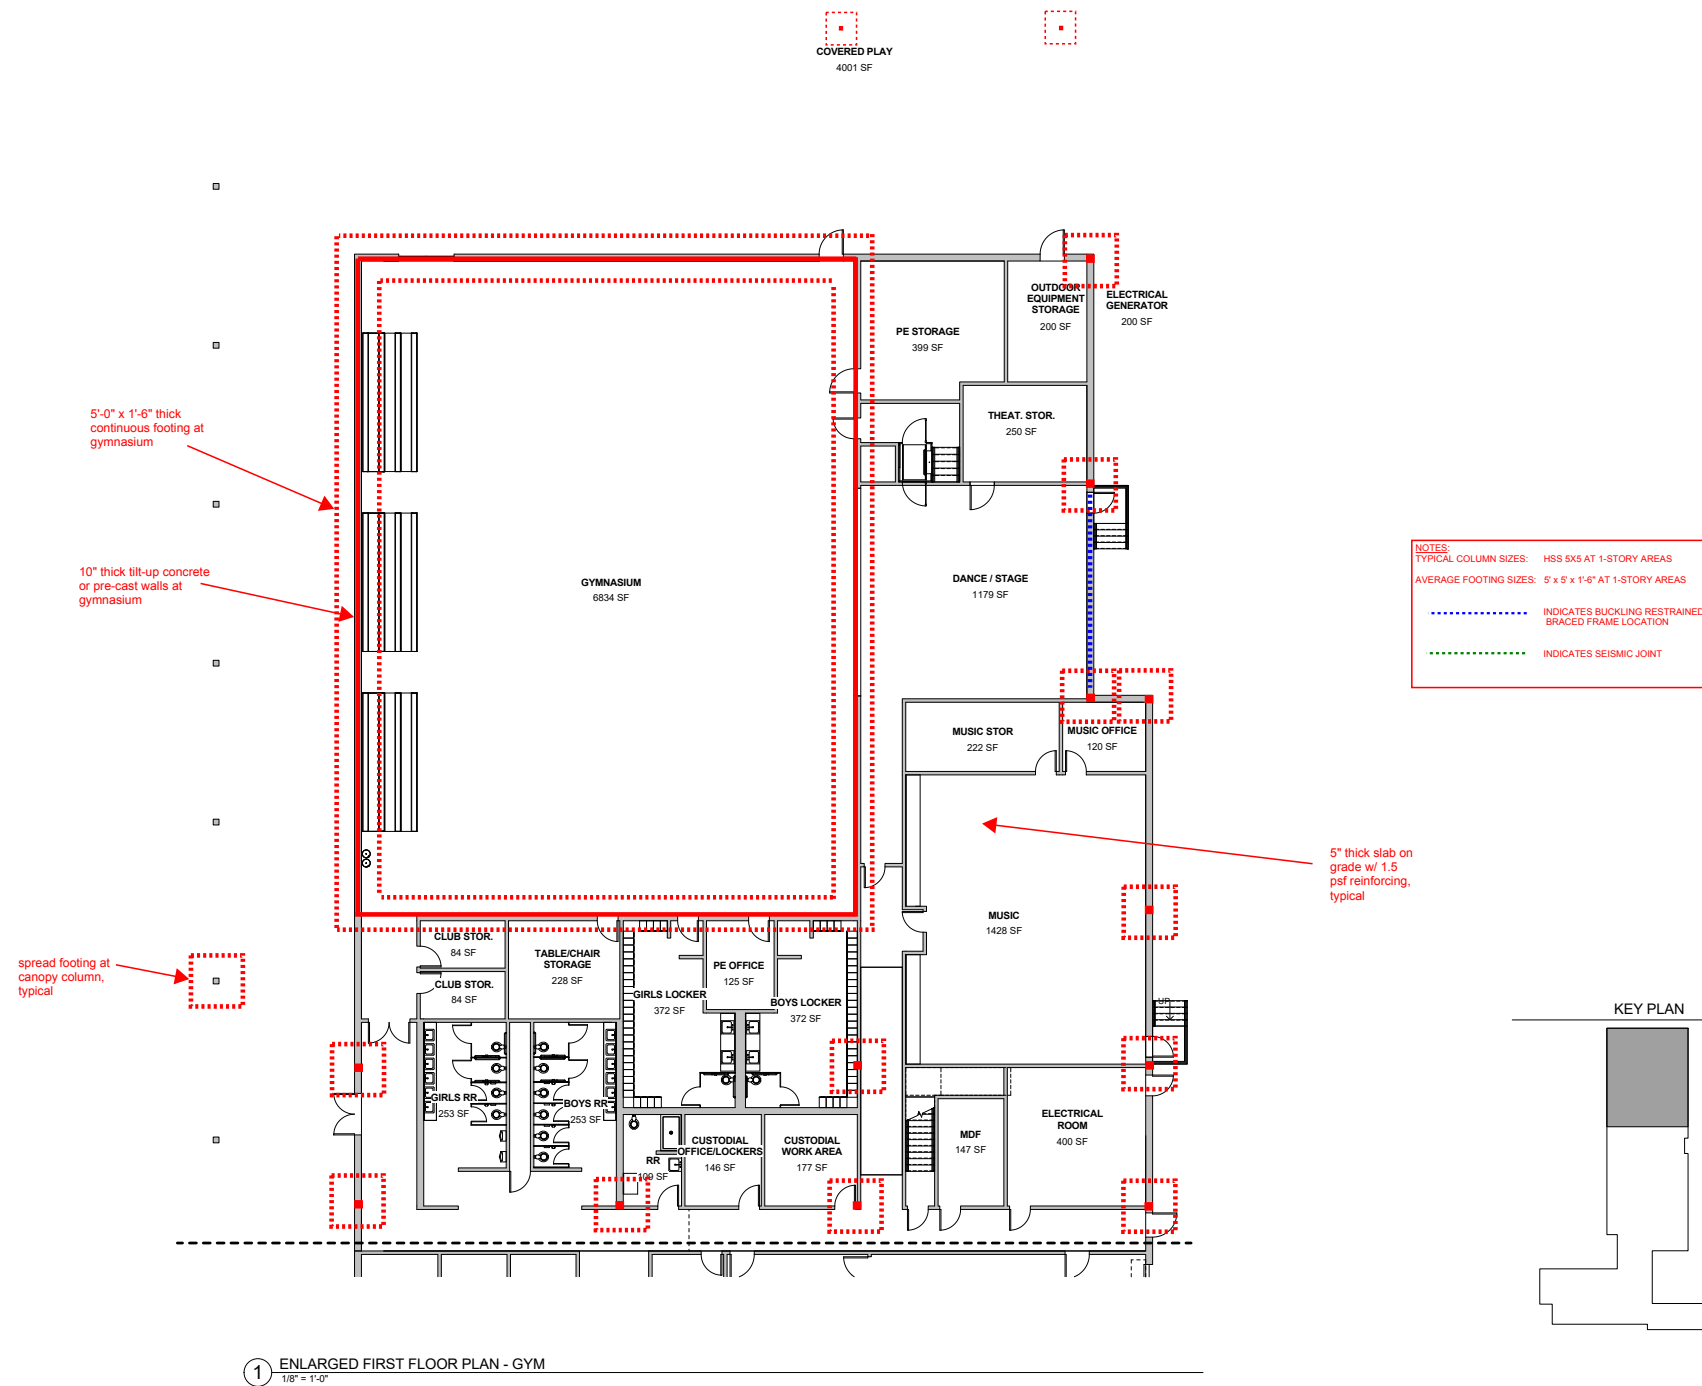 COVERED PLAY
4001 SF
OUTDOOR
EQUIPMENT
STORAGE
200 SF
ELECTRICAL
GENERATOR
200 SF
PE STORAGE
399 SF
5'-0" x 1'-6" thick
continuous footing at
gymnasium
THEAT. STOR.
250 SF
10" thick tilt-up concrete
or pre-cast walls at
gymnasium
GYMNASIUM
6834 SF
DANCE / STAGE
1179 SF
NOTES:
TYPICAL COLUMN SIZES: HSS 5X5 AT 1-STORY AREAS
AVERAGE FOOTING SIZES: 5' x 5' x 1'-6" AT 1-STORY AREAS
INDICATES BUCKLING RESTRAINED
BRACED FRAME LOCATION
INDICATES SEISMIC JOINT
MUSIC STOR
222 SF
MUSIC OFFICE
120 SF
5" thick slab on
grade w/ 1.5
psf reinforcing,
typical
MUSIC
1428 SF
CLUB STOR.
84 SF
TABLE/CHAIR
STORAGE
228 SF
PE OFFICE
125 SF
spread footing at
canopy column,
typical
CLUB STOR.
84 SF
GIRLS LOCKER
372 SF
BOYS LOCKER
372 SF
UP
KEY PLAN
GIRLS RR
253 SF
BOYS RR
253 SF
ELECTRICAL
ROOM
400 SF
MDF
147 SF
CUSTODIAL
OFFICE/LOCKERS
146 SF
CUSTODIAL
WORK AREA
177 SF
RR
109 SF
1 ENLARGED FIRST FLOOR PLAN - GYM
1/8" = 1'-0"